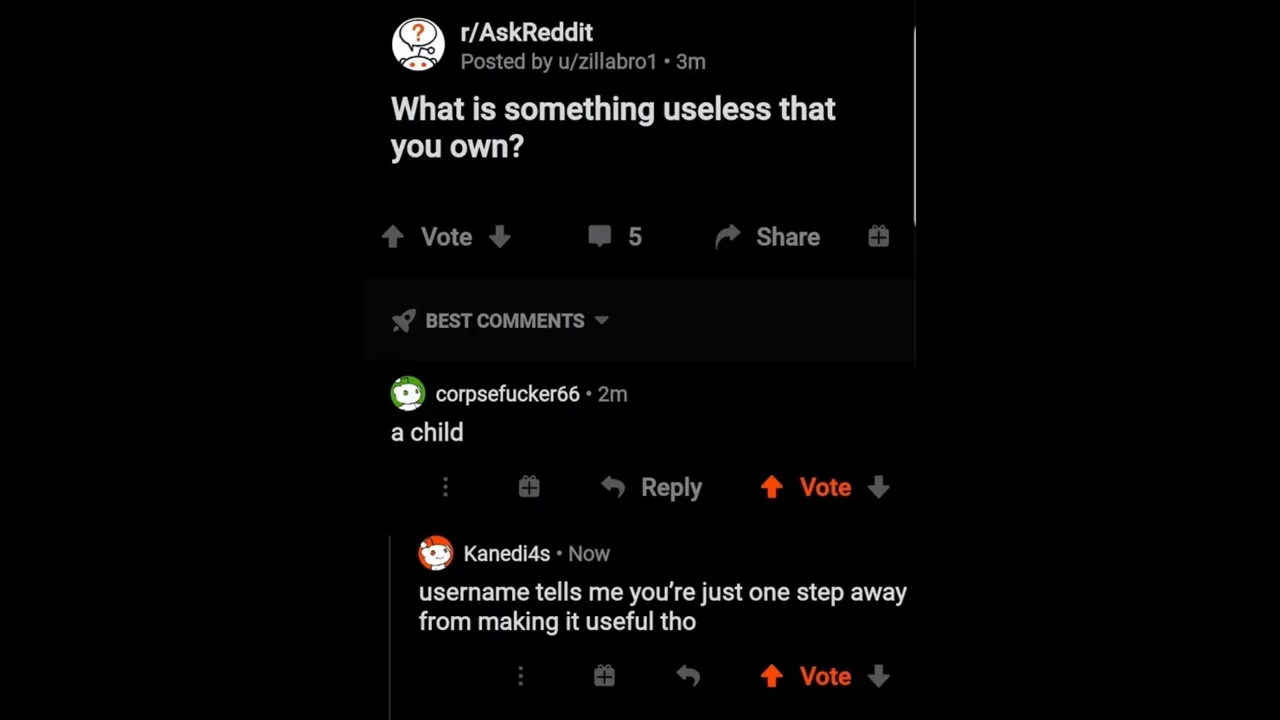 r/AskReddit
Posted by u/zillabro1 • 3m
What is something useless that
you own?
Vote
5
Share
BEST COMMENTS
corpsefucker66 • 2m
a child
Reply
Vote
Kanedi4s • Now
username tells me you’re just one step away
from making it useful tho
Vote